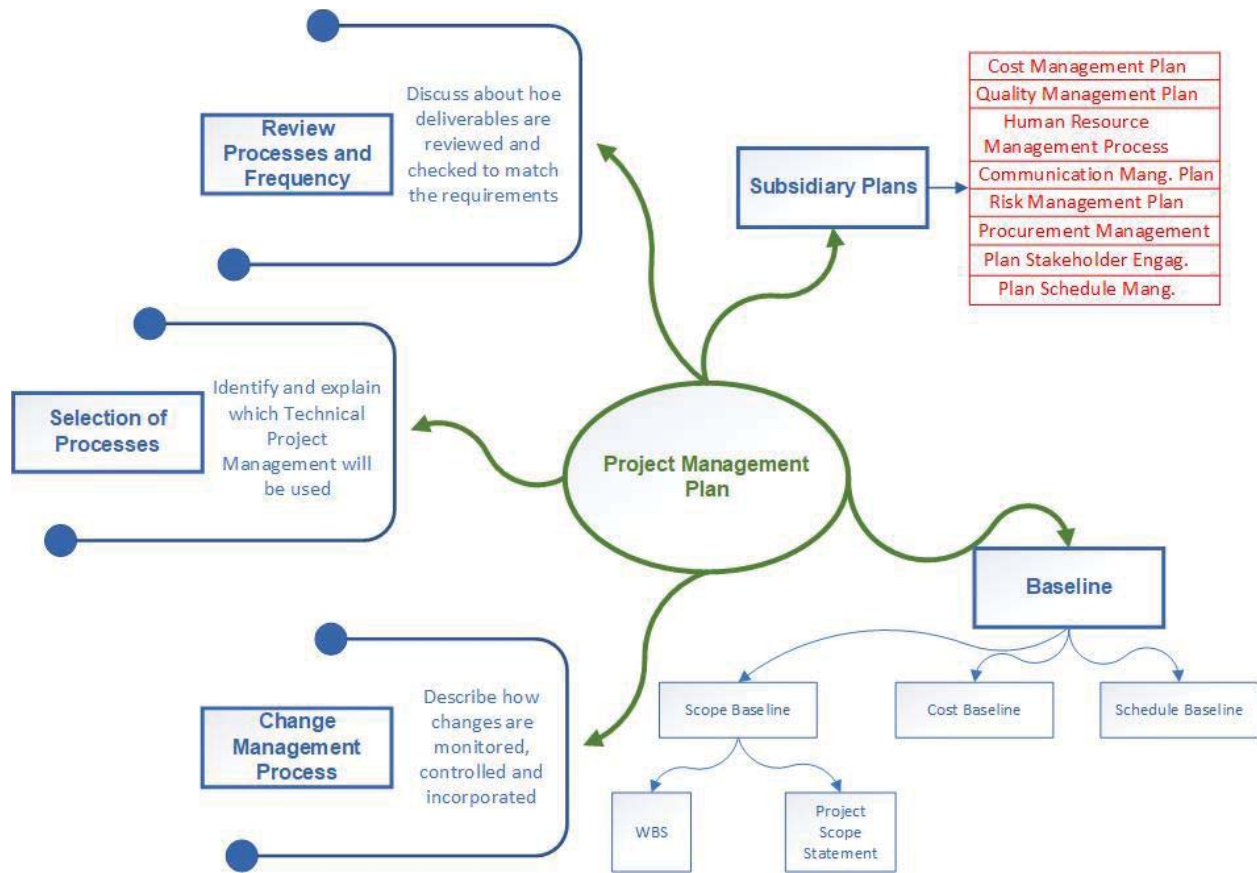 Review
Processes and
Frequency
Discuss about hoe
deliverables are
reviewed and
checked to match
the requirements
Subsidiary Plans
Cost Management Plan
Quality Management Plan
Human Resource
Management Process
Communication Mang. Plan
Risk Management Plan
Procurement Management
Plan Stakeholder Engag.
Plan Schedule Mang.
Selection of
Processes
Identify and explain
which Technical
Project
Management will
be used
Project Management
Plan
Baseline
Scope Baseline
Cost Baseline
Schedule Baseline
WBS
Project
Scope
Statement
Change
Management
Process
Describe how
changes are
monitored,
controlled and
incorporated